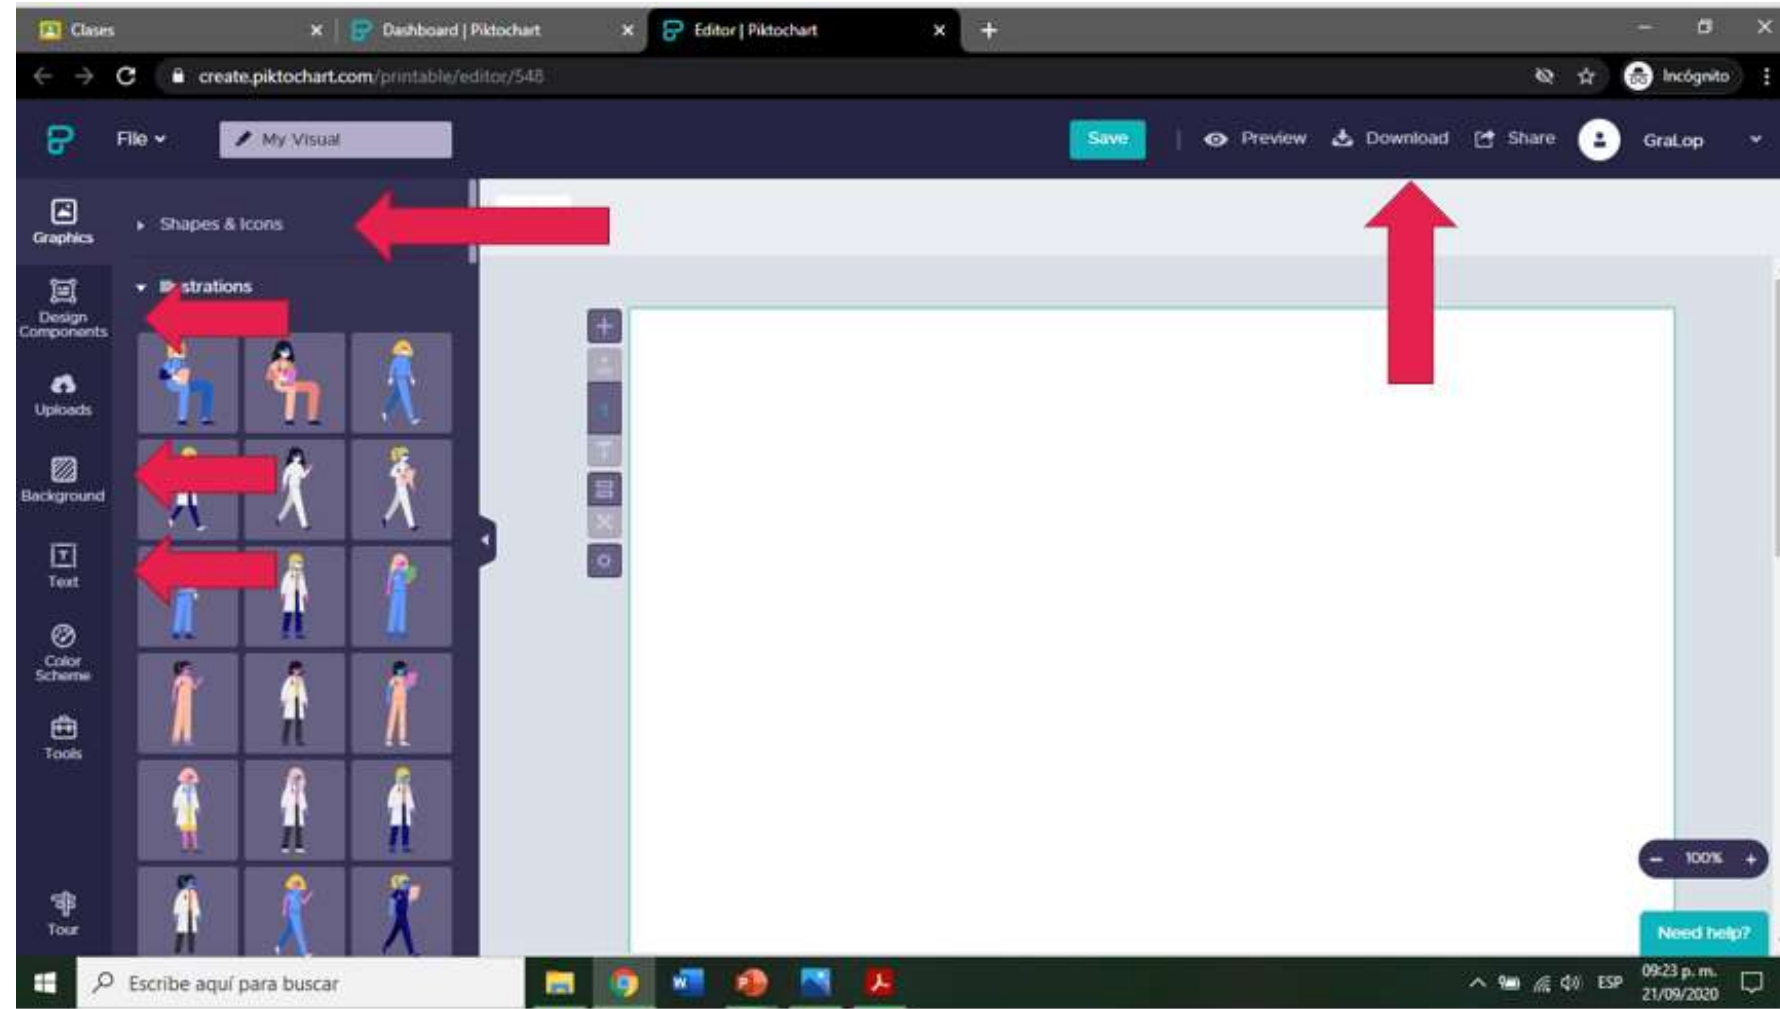 Clases
Dashboard | Piktochart
Editor | Piktochart
create.piktochart.com/printable/editor/548
Incógnito
File
My Visual
Save
Preview
Download
Share
GraLop
Graphics
Shapes & Icons
strations
Design
Components
Uploads
Background
Text
Color
Scheme
Tools
Tour
100%
Need help?
Escribe aquí para buscar
ESP
09:23 p. m.
21/09/2020